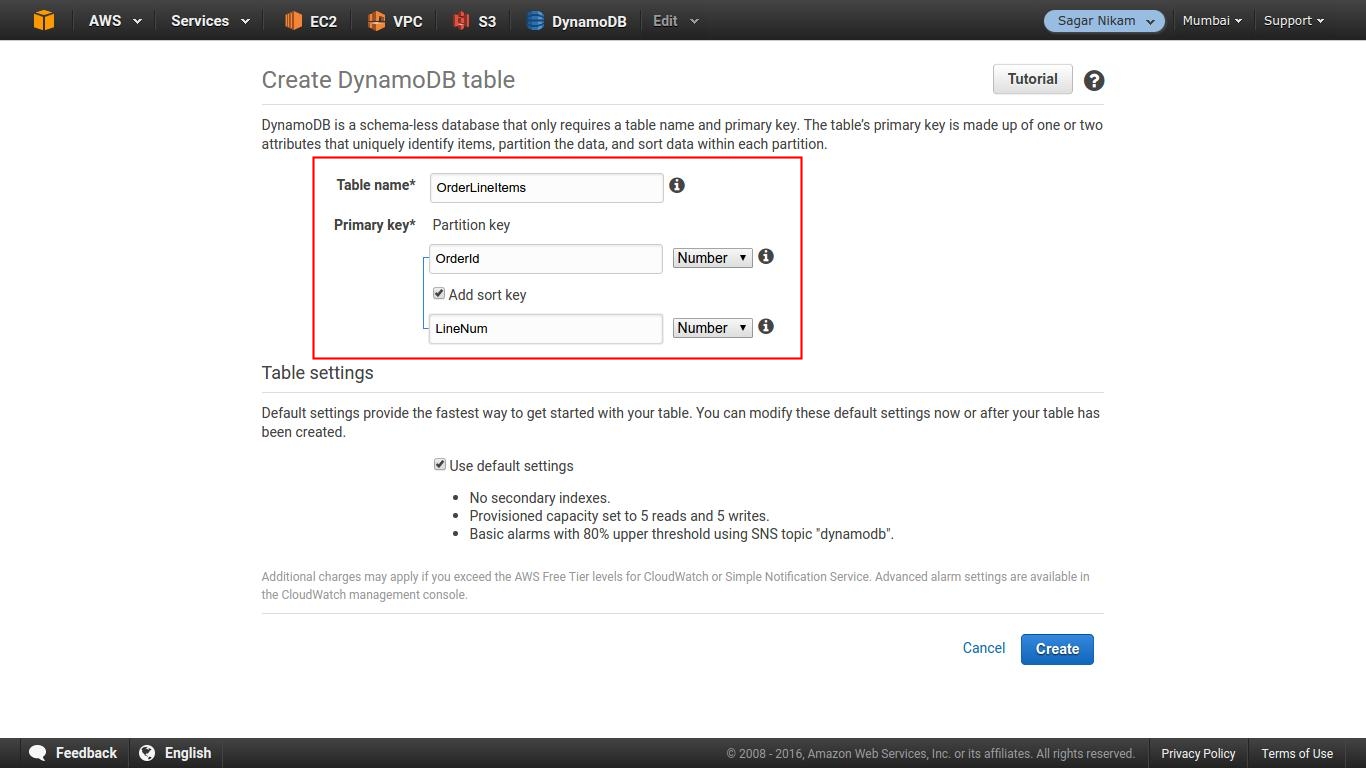 AWS Services EC2 VPC S3 DynamoDB Edit Sagar Nikam Mumbai Support
Create DynamoDB table Tutorial ?
DynamoDB is a schema-less database that only requires a table name and primary key. The table’s primary key is made up of one or two
attributes that uniquely identify items, partition the data, and sort data within each partition.
Table name* OrderLineItems i
Primary key* Partition key
OrderId Number i
Add sort key
LineNum Number i
Table settings
Default settings provide the fastest way to get started with your table. You can modify these default settings now or after your table has
been created.
Use default settings
• No secondary indexes.
• Provisioned capacity set to 5 reads and 5 writes.
• Basic alarms with 80% upper threshold using SNS topic "dynamodb".
Additional charges may apply if you exceed the AWS Free Tier levels for CloudWatch or Simple Notification Service. Advanced alarm settings are available in
the CloudWatch management console.
Cancel Create
Feedback English © 2008 - 2016, Amazon Web Services, Inc. or its affiliates. All rights reserved. Privacy Policy Terms of Use